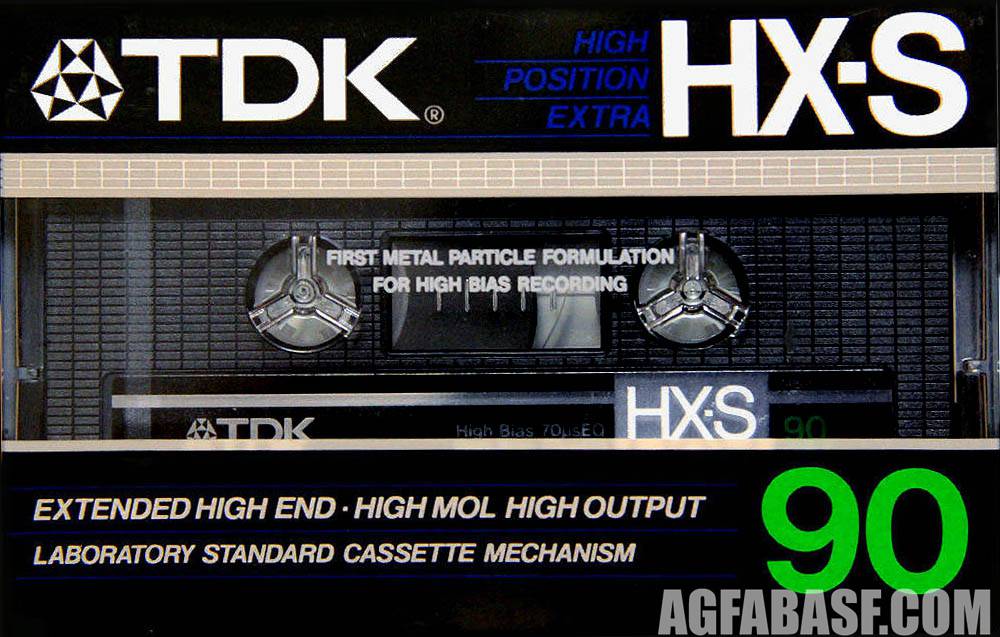 TDK®
HIGH
POSITION
EXTRA
HX-S
FIRST METAL PARTICLE FORMULATION
FOR HIGH BIAS RECORDING
TDK
High Bias 70µsEQ
HX-S
90
EXTENDED HIGH END · HIGH MOL HIGH OUTPUT
LABORATORY STANDARD CASSETTE MECHANISM
90
AGFABASF.COM